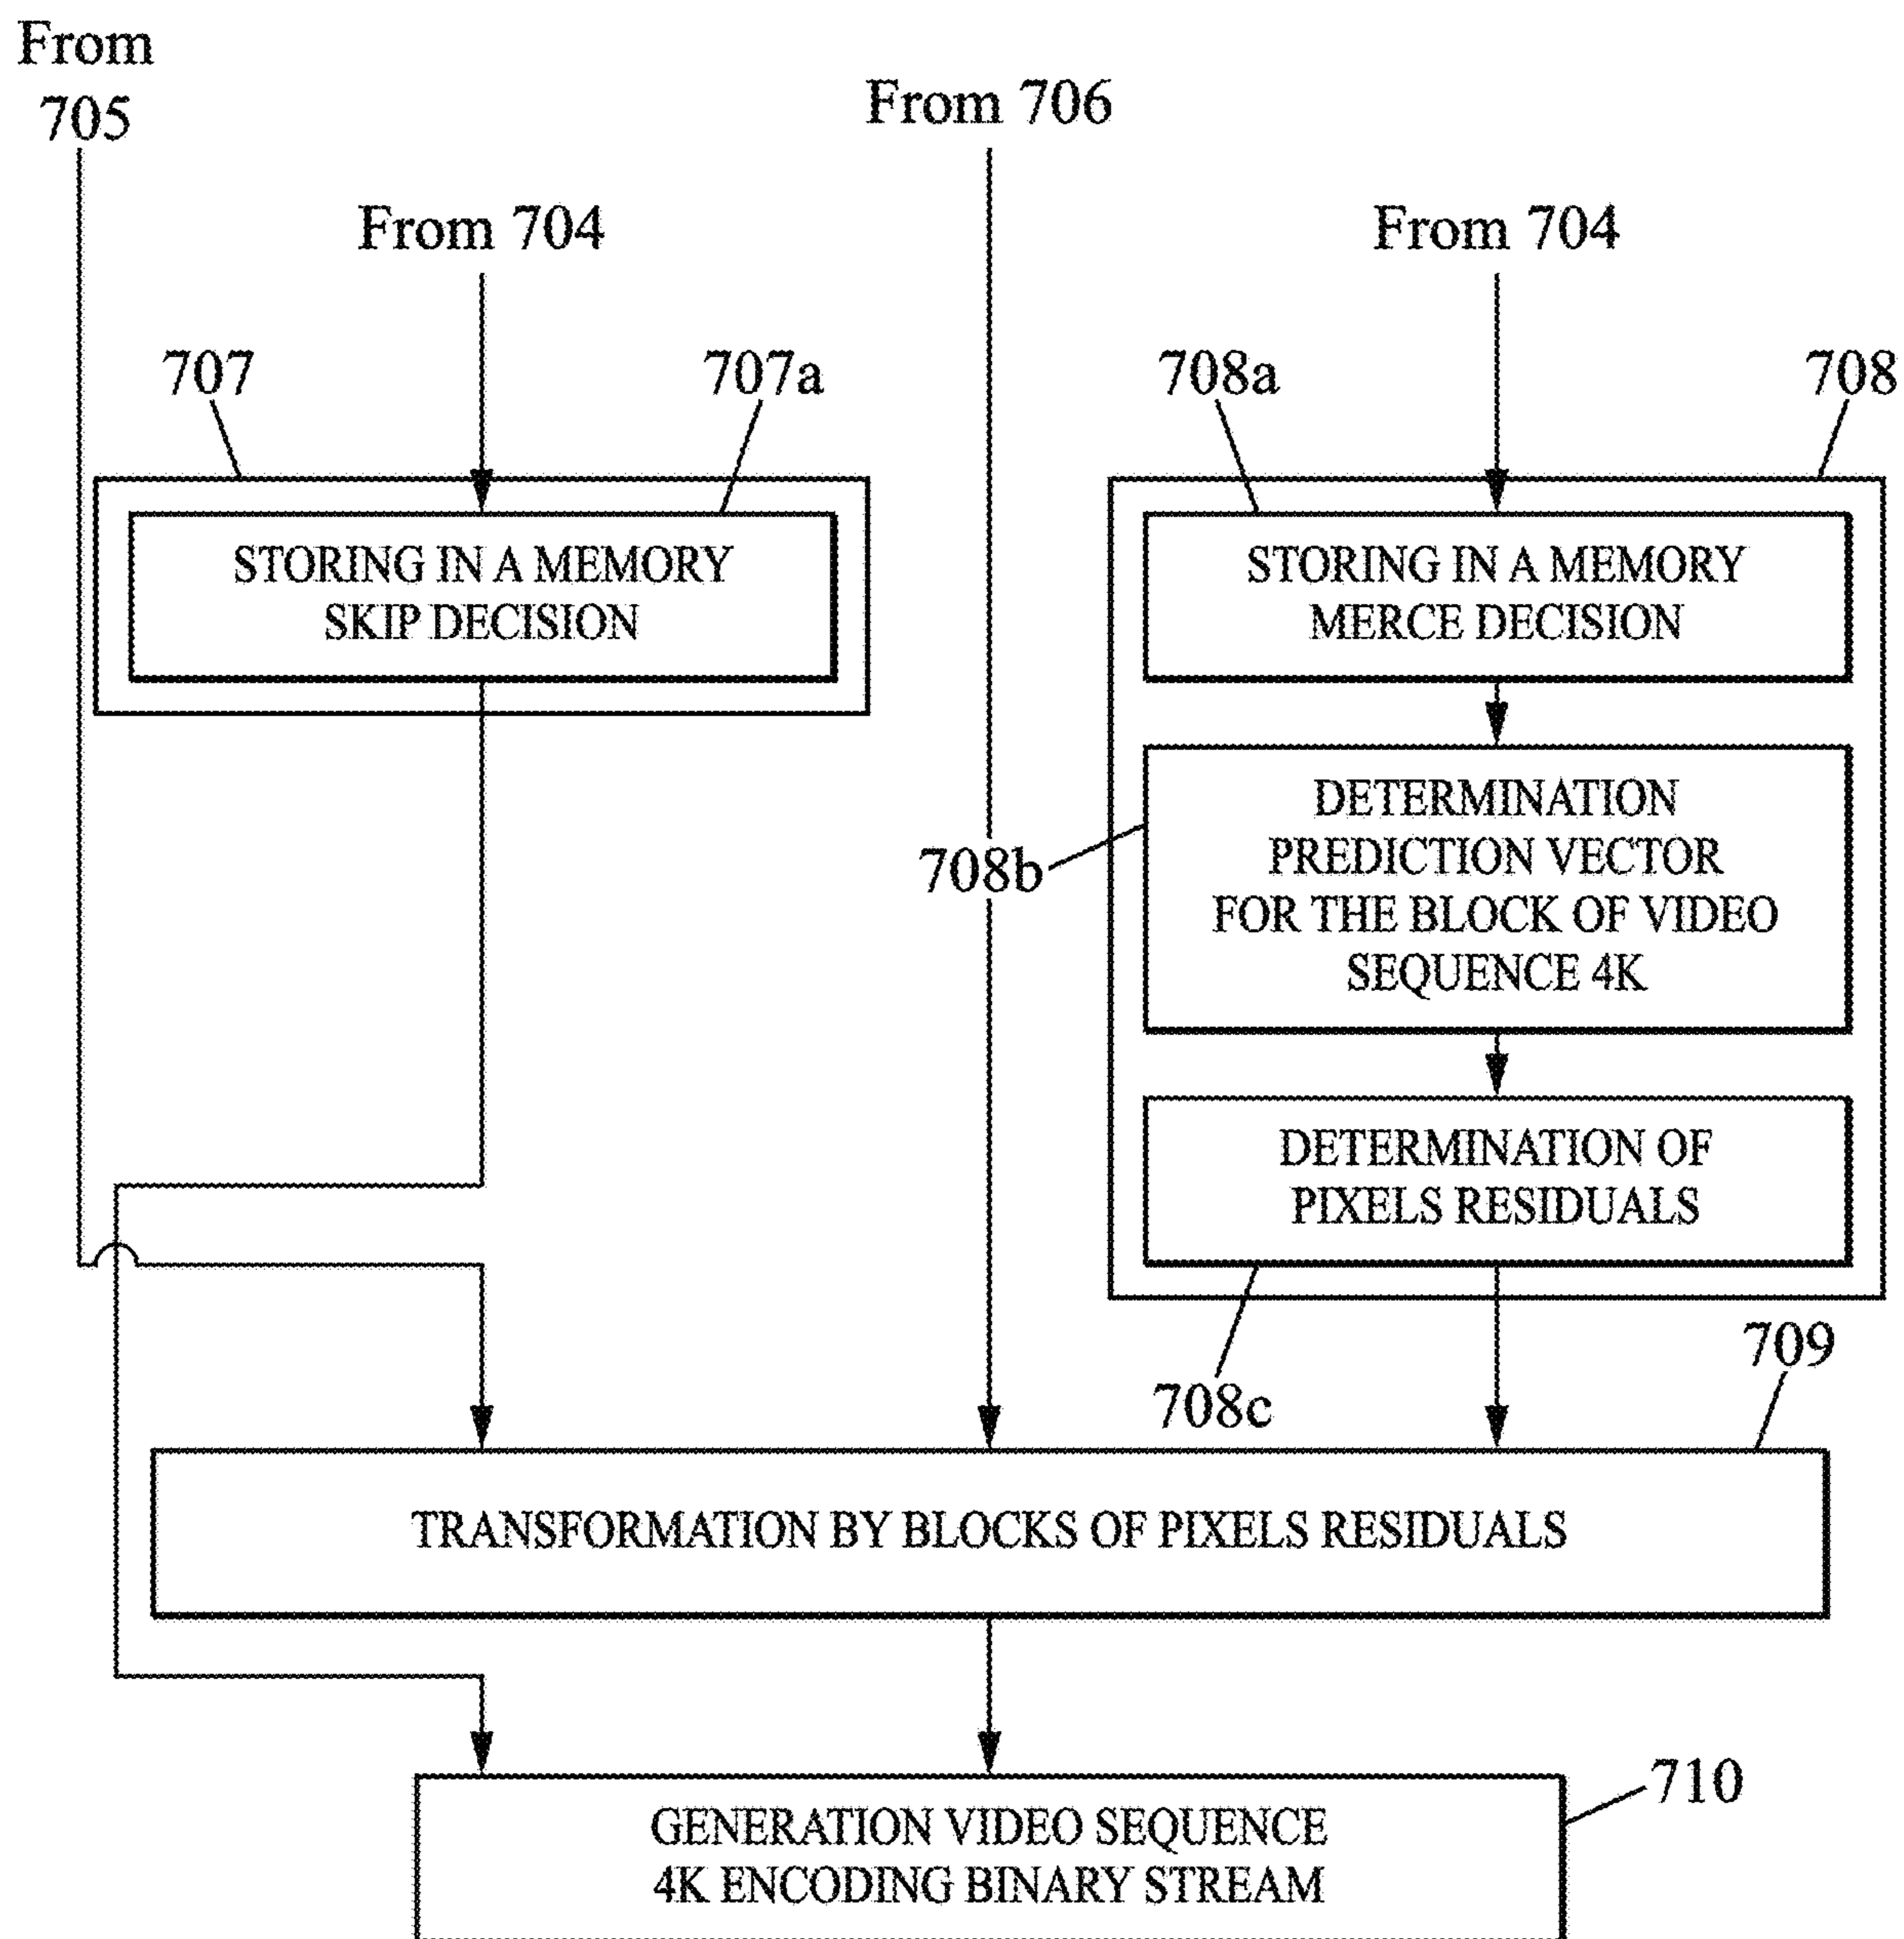 From
705
From 706
From 704
From 704
707
707a
708a
708
STORING IN A MEMORY
SKIP DECISION
STORING IN A MEMORY
MERCE DECISION
708b
DETERMINATION
PREDICTION VECTOR
FOR THE BLOCK OF VIDEO
SEQUENCE 4K
DETERMINATION OF
PIXELS RESIDUALS
708c
709
TRANSFORMATION BY BLOCKS OF PIXELS RESIDUALS
710
GENERATION VIDEO SEQUENCE
4K ENCODING BINARY STREAM